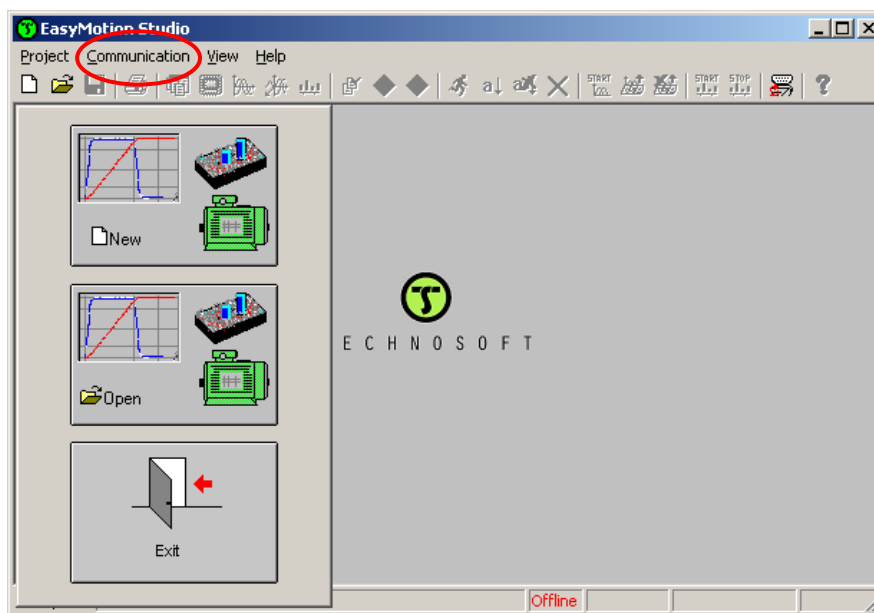 EasyMotion Studio
Project Communication View Help
a↓
START
START STOP
New
ECHNOSOFT
Open
Exit
Offline